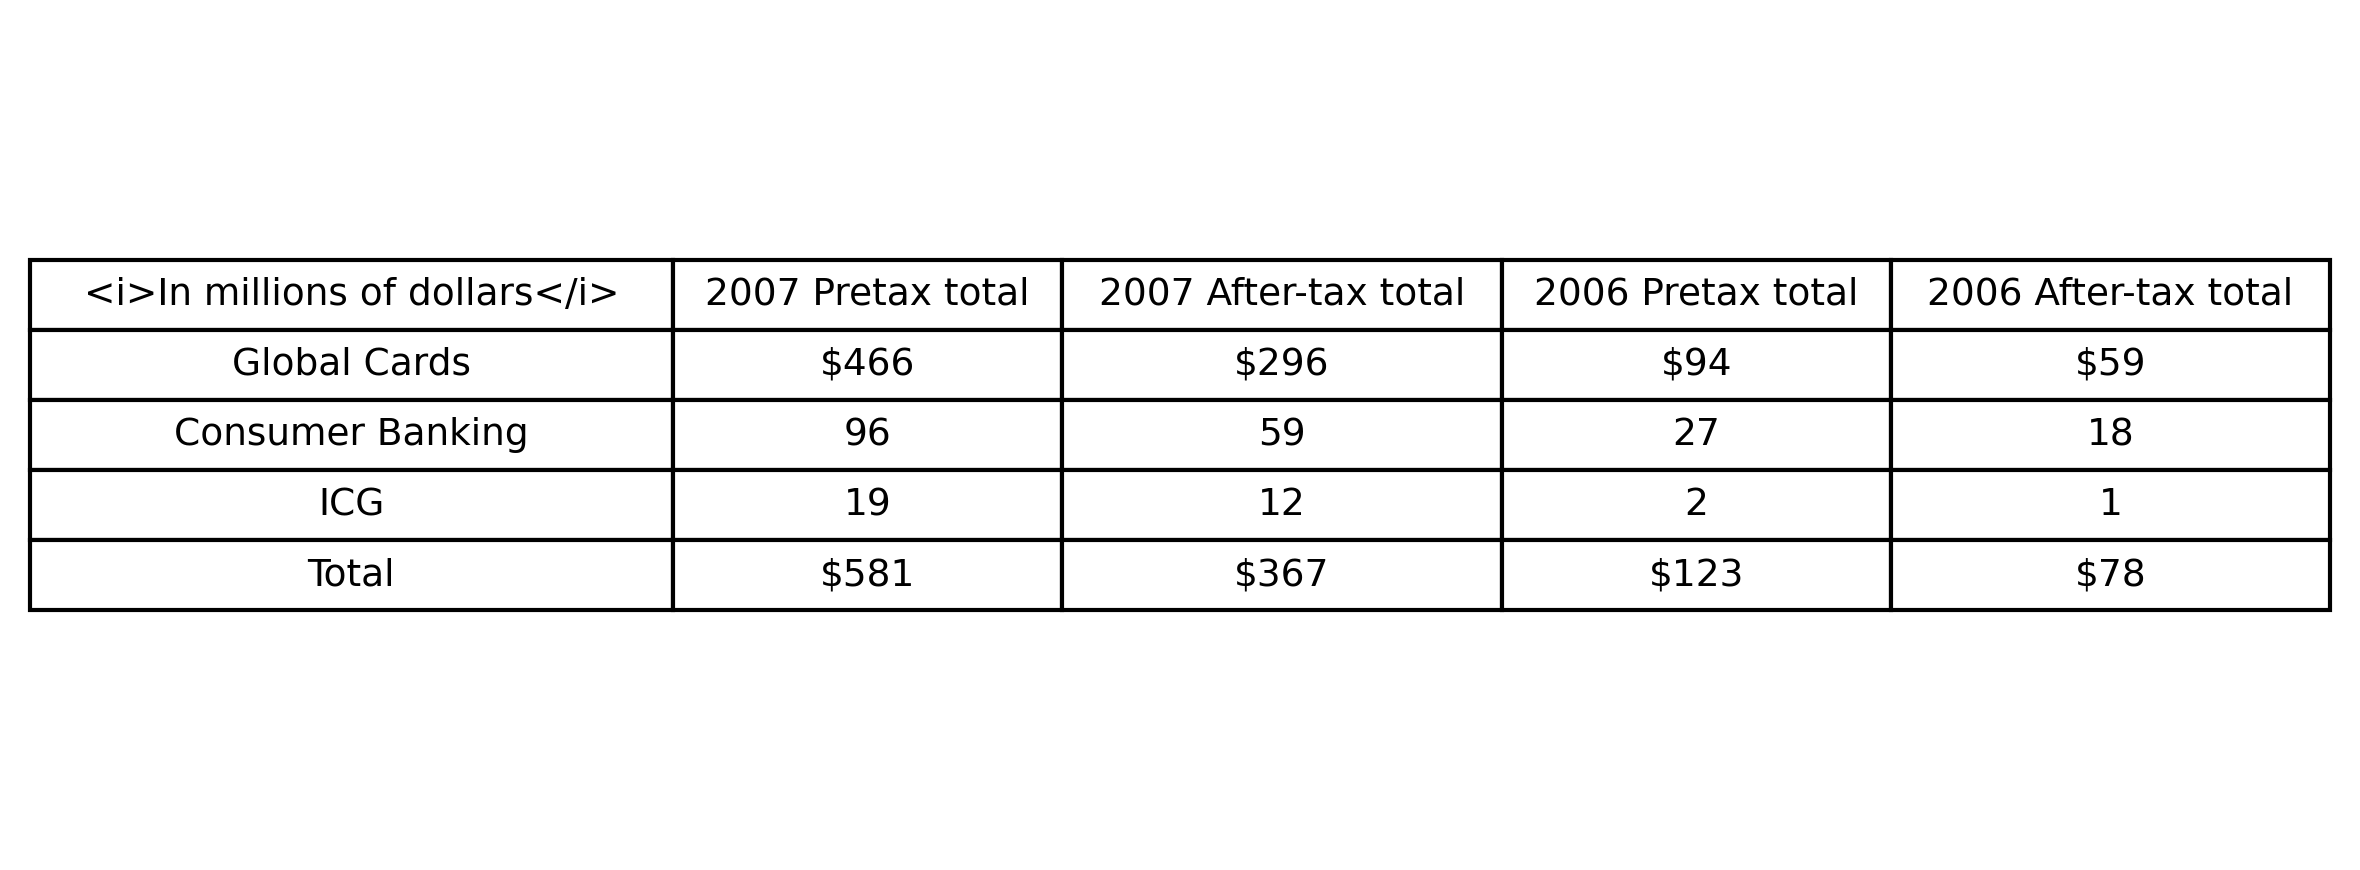 <i>In millions of dollars</i> 2007 Pretax total 2007 After-tax total 2006 Pretax total 2006 After-tax total
Global Cards $466 $296 $94 $59
Consumer Banking 96 59 27 18
ICG 19 12 2 1
Total $581 $367 $123 $78